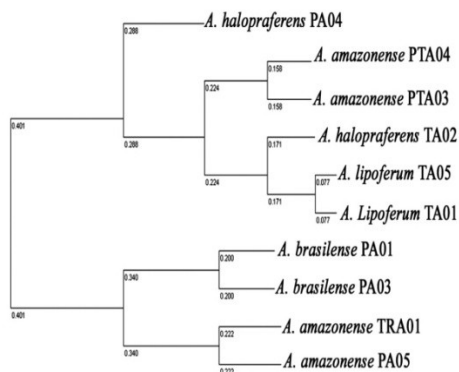 A. halopraferens PA04
0.288
A. amazonense PTA04
0.158
0.224
A. amazonense PTA03
0.158
0.401
0.288
A. halopraferens TA02
0.171
A. lipoferum TA05
0.077
0.224
0.171
A. Lipoferum TA01
0.077
A. brasilense PA01
0.200
0.340
A. brasilense PA03
0.200
0.401
A. amazonense TRA01
0.222
0.340
A. amazonense PA05
0.222